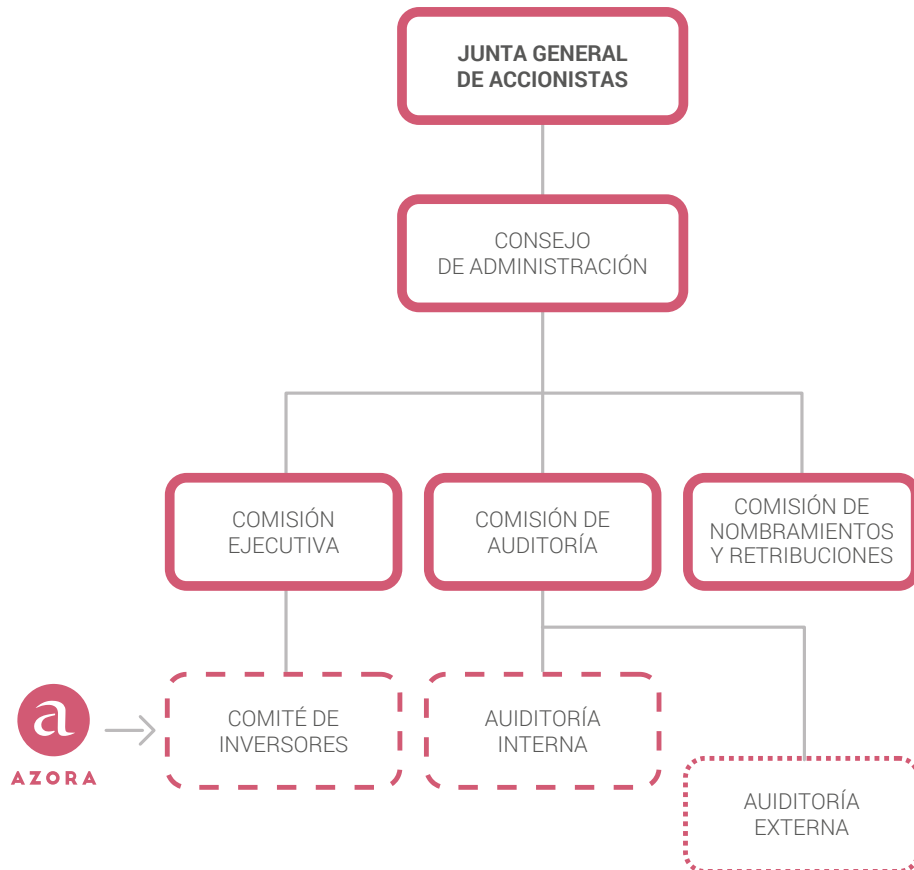 JUNTA GENERAL
DE ACCIONISTAS
CONSEJO
DE ADMINISTRACIÓN
COMISIÓN
EJECUTIVA
COMISIÓN DE
AUDITORÍA
COMISIÓN DE
NOMBRAMIENTOS
Y RETRIBUCIONES
a
AZORA
COMITÉ DE
INVERSORES
AUIDITORÍA
INTERNA
AUIDITORÍA
EXTERNA